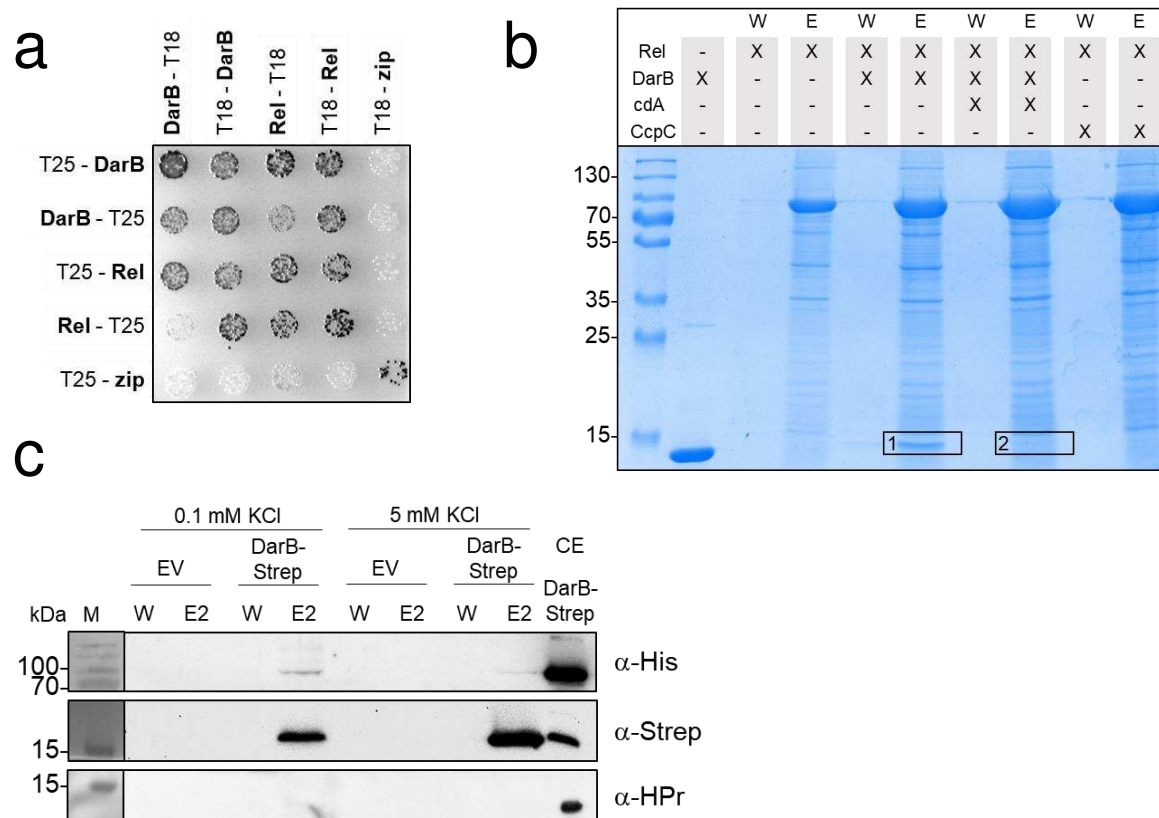 a
DarB - T18
T18 - DarB
Rel - T18
T18 - Rel
T18 - zip
T25 - DarB
DarB - T25
T25 - Rel
Rel - T25
T25 - zip
b
W E W E W E W E
Rel - X X X X X X X X
DarB X - - X X X X - -
cdA - - - - - X X - -
CcpC - - - - - - - X X
130-
70-
55-
35-
25-
15-
1 2
c
0.1 mM KCl 5 mM KCl CE
EV DarB-Strep EV DarB-Strep DarB-Strep
kDa M W E2 W E2 W E2 W E2
100-
70-
α-His
15-
α-Strep
15-
α-HPr